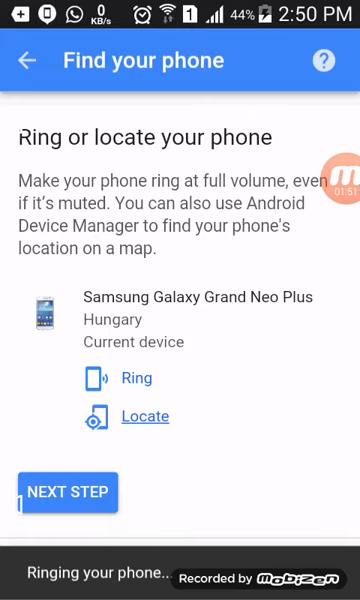 0 KB/s 1 44% 2:50 PM
Find your phone
Ring or locate your phone
Make your phone ring at full volume, even
if it's muted. You can also use Android
Device Manager to find your phone's
location on a map.
01:51
Samsung Galaxy Grand Neo Plus
Hungary
Current device
Ring
Locate
NEXT STEP
Ringing your phone...
Recorded by mobizen